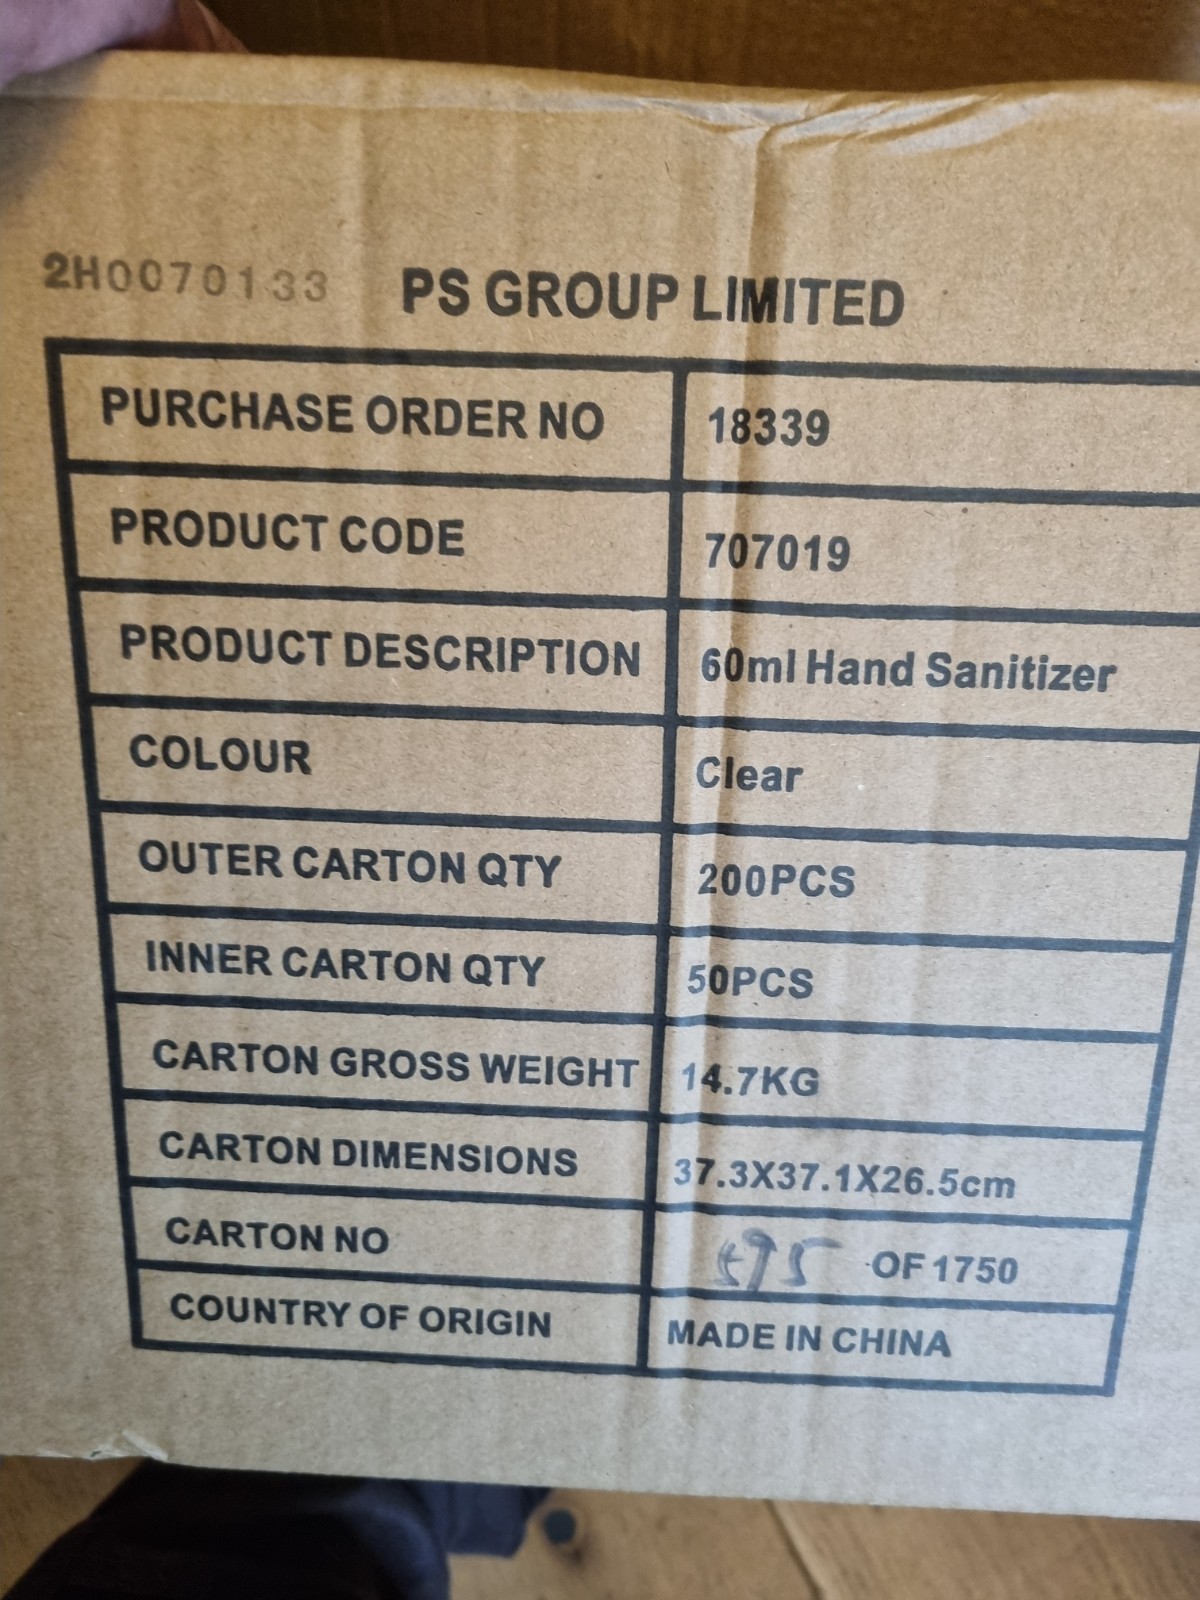 2H0070133 PS GROUP LIMITED
PURCHASE ORDER NO 18339
PRODUCT CODE 707019
PRODUCT DESCRIPTION 60ml Hand Sanitizer
COLOUR Clear
OUTER CARTON QTY 200PCS
INNER CARTON QTY 50PCS
CARTON GROSS WEIGHT 14.7KG
CARTON DIMENSIONS 37.3X37.1X26.5cm
CARTON NO 595 OF 1750
COUNTRY OF ORIGIN MADE IN CHINA